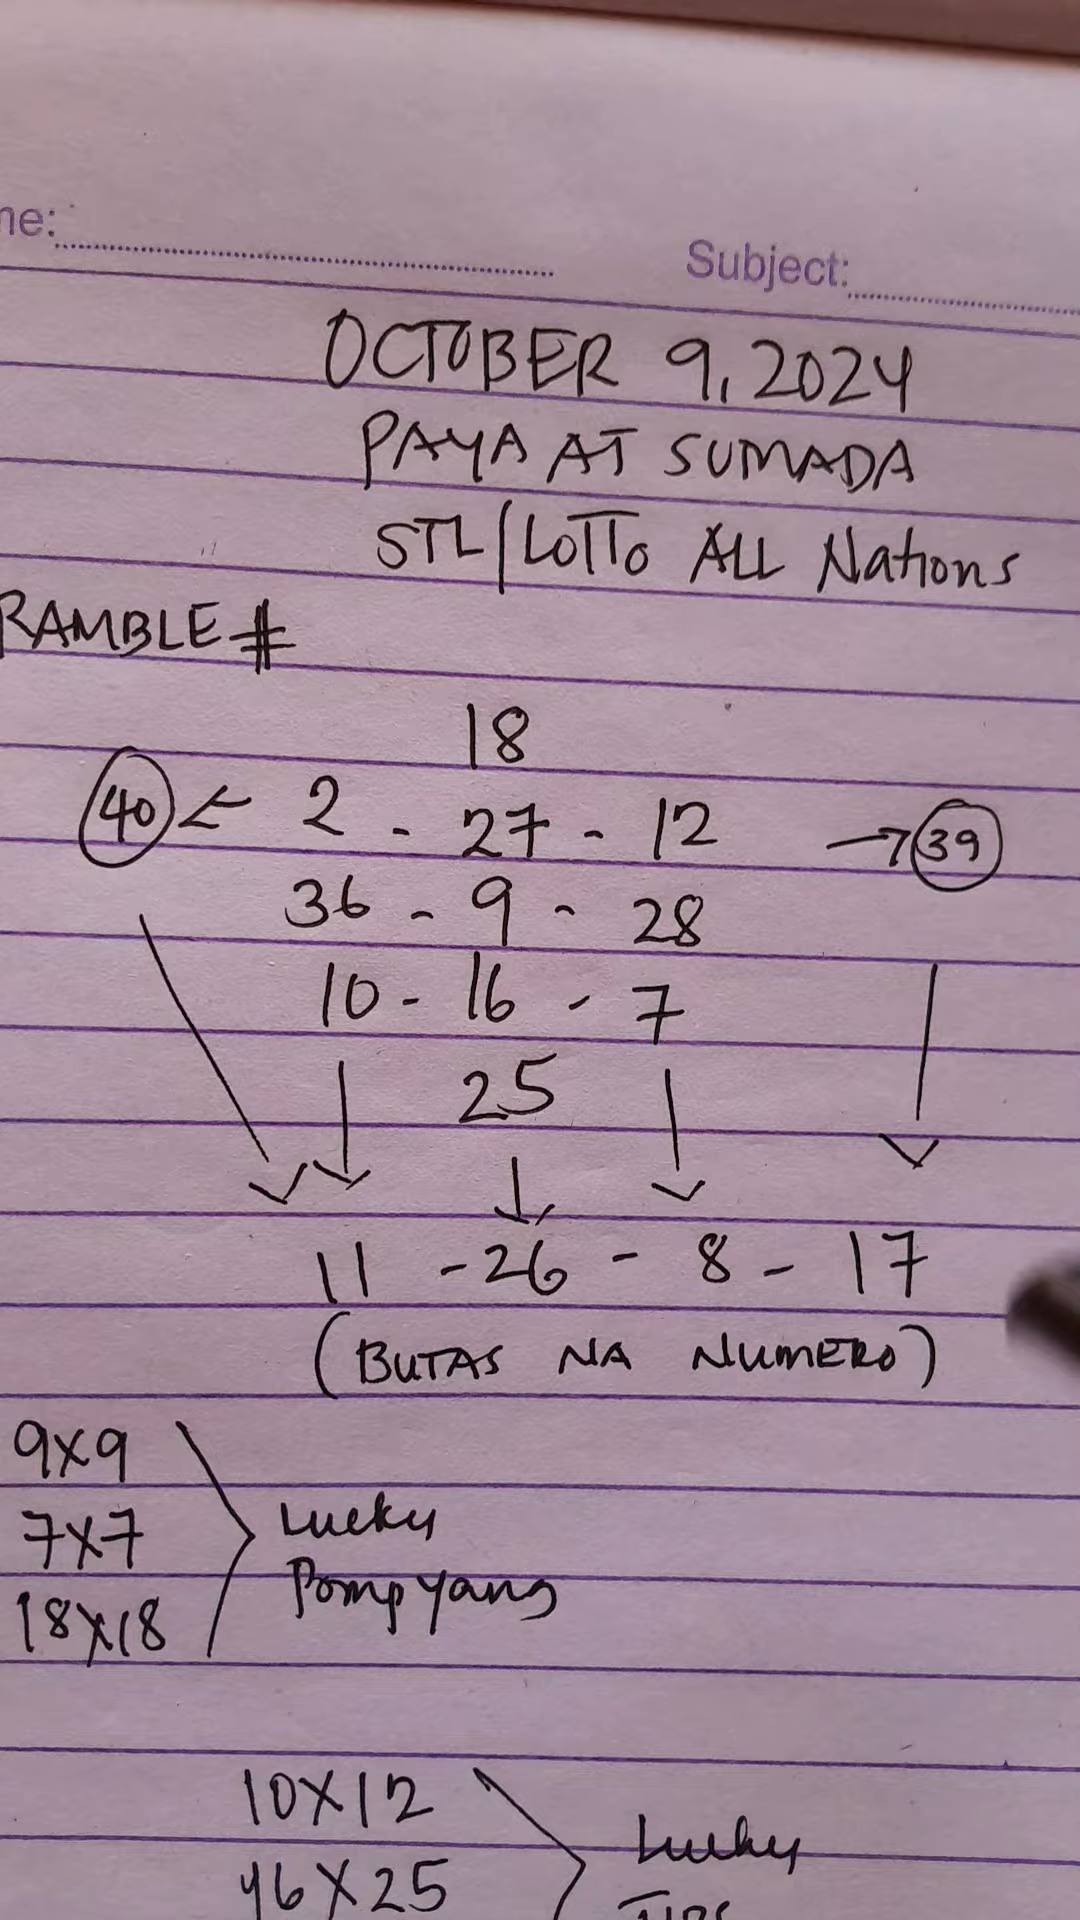 Subject:
OCTOBER 9, 2024
PAYA AT SUMADA
STL/LOTTO ALL Nations
RAMBLE #
18
40 ← 2 - 27 - 12 → 39
36 - 9 - 28
10 - 16 - 7
25
11 - 26 - 8 - 17
(BUTAS NA NUMERO)
9X9
7X7 Lucky
18X18 Pompyang
10X12 Lucky
X25